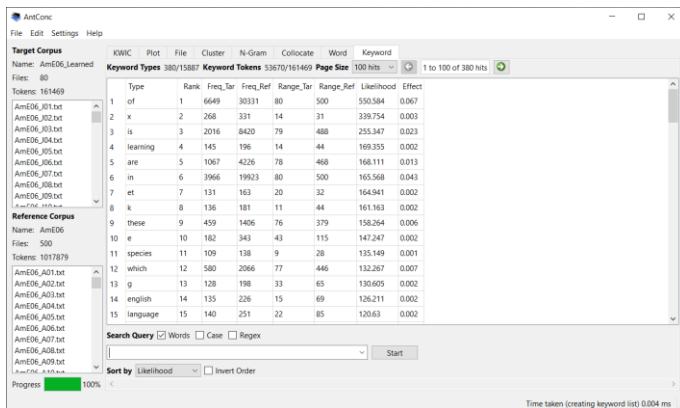 AntConc
File Edit Settings Help
Target Corpus
Name: AmE06_Learned
Files: 80
Tokens: 161469
AmE06_J01.txt
AmE06_J02.txt
AmE06_J03.txt
AmE06_J04.txt
AmE06_J05.txt
AmE06_J06.txt
AmE06_J07.txt
AmE06_J08.txt
AmE06_J09.txt
Reference Corpus
Name: AmE06
Files: 500
Tokens: 1017879
AmE06_A01.txt
AmE06_A02.txt
AmE06_A03.txt
AmE06_A04.txt
AmE06_A05.txt
AmE06_A06.txt
AmE06_A07.txt
AmE06_A08.txt
AmE06_A09.txt
Progress 100%
KWIC Plot File Cluster N-Gram Collocate Word Keyword
Keyword Types 380/15887 Keyword Tokens 53670/161469 Page Size 100 hits 1 to 100 of 380 hits
Type Rank Freq_Tar Freq_Ref Range_Tar Range_Ref Likelihood Effect
1 of 1 6649 30331 80 500 550.584 0.067
2 x 2 268 331 14 31 339.754 0.003
3 is 3 2016 8420 79 488 255.347 0.023
4 learning 4 145 196 14 44 169.355 0.002
5 are 5 1067 4226 78 468 168.111 0.013
6 in 6 3966 19923 80 500 165.568 0.043
7 et 7 131 163 20 32 164.941 0.002
8 k 8 136 181 11 44 161.163 0.002
9 these 9 459 1406 76 379 158.264 0.006
10 e 10 182 343 43 115 147.247 0.002
11 species 11 109 138 9 28 135.149 0.001
12 which 12 580 2066 77 446 132.267 0.007
13 g 13 128 198 33 65 130.605 0.002
14 english 14 135 226 15 69 126.211 0.002
15 language 15 140 251 22 85 120.63 0.002
Search Query Words Case Regex
Start
Sort by Likelihood Invert Order
Time taken (creating keyword list) 0.004 ms